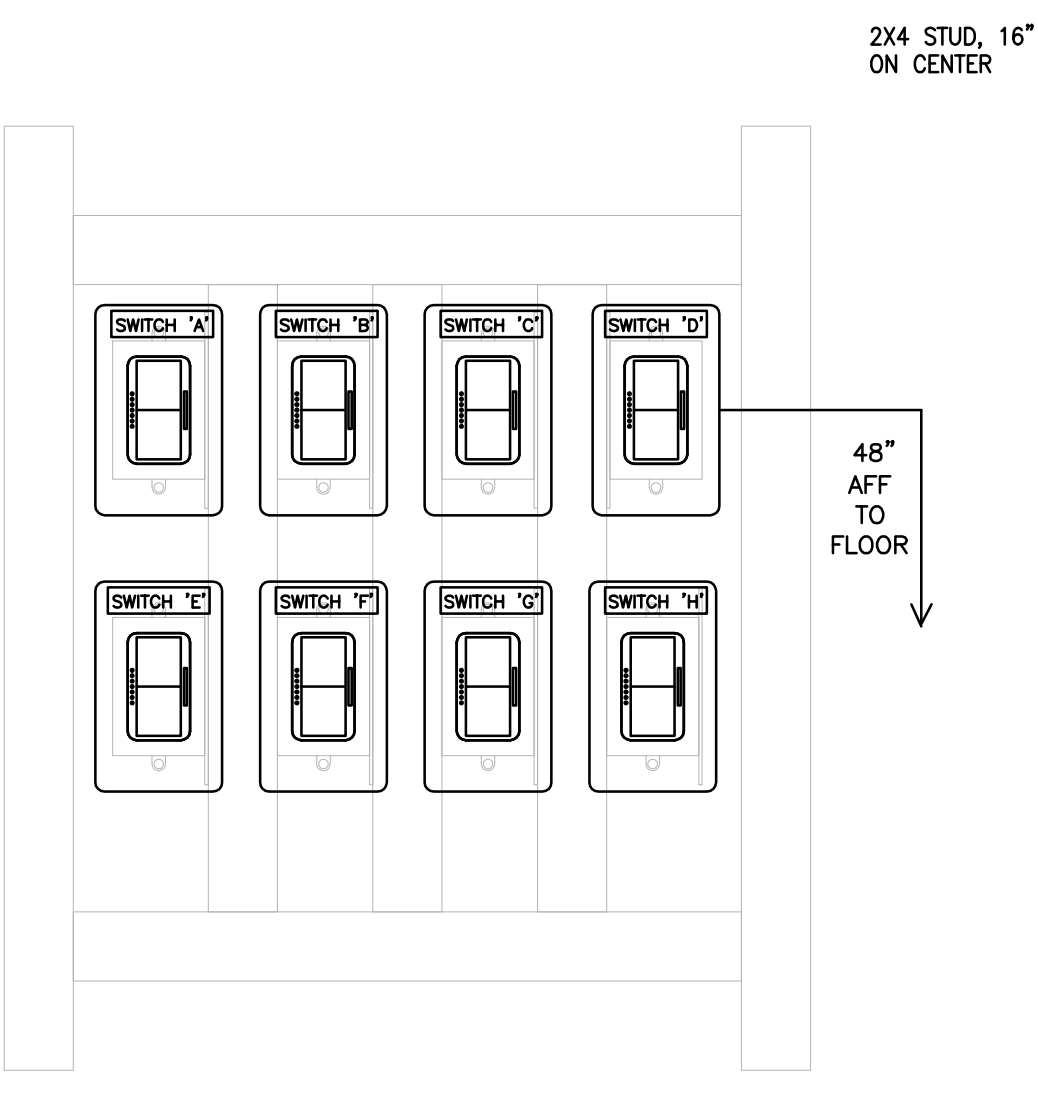 2X4 STUD, 16”
ON CENTER
SWITCH 'A'
SWITCH 'B'
SWITCH 'C'
SWITCH 'D'
48”
AFF
TO
FLOOR
SWITCH 'E'
SWITCH 'F'
SWITCH 'G'
SWITCH 'H'